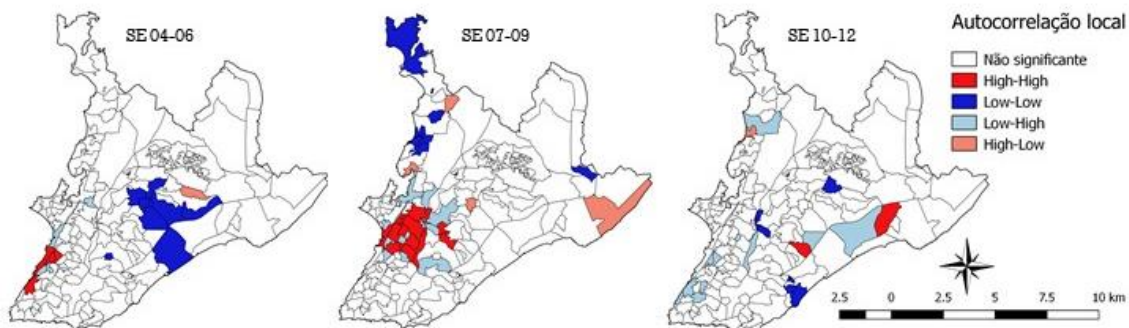 SE 04-06
SE 07-09
SE 10-12
Autocorrelação local
Não significante
High-High
Low-Low
Low-High
High-Low
2.5 0 2.5 5 7.5 10 km